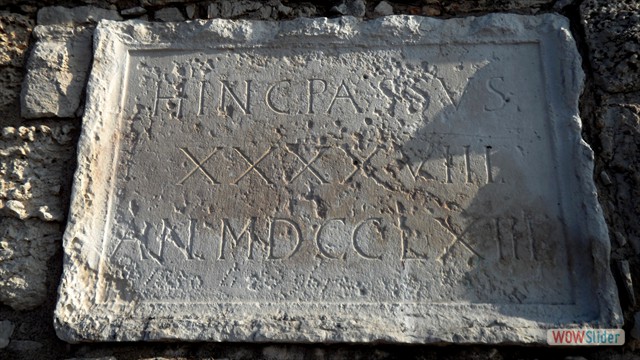 HINC PASSVS
XXXXVIII
AN MDCCLXIII
WOWSlider